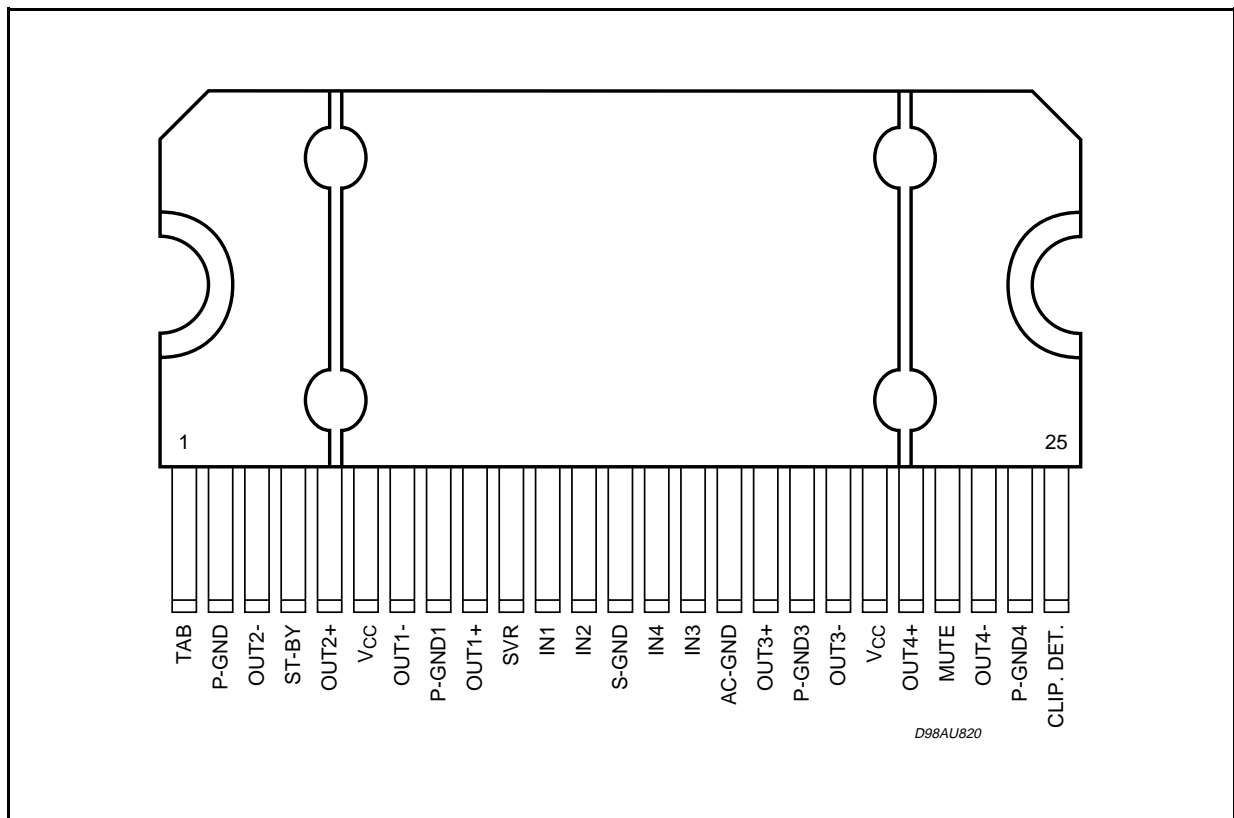 1
25
TAB
P-GND
OUT2-
ST-BY
OUT2+
VCC
OUT1-
P-GND1
OUT1+
SVR
IN1
IN2
S-GND
IN4
IN3
AC-GND
OUT3+
P-GND3
OUT3-
VCC
OUT4+
MUTE
OUT4-
P-GND4
CLIP. DET.
D98AU820